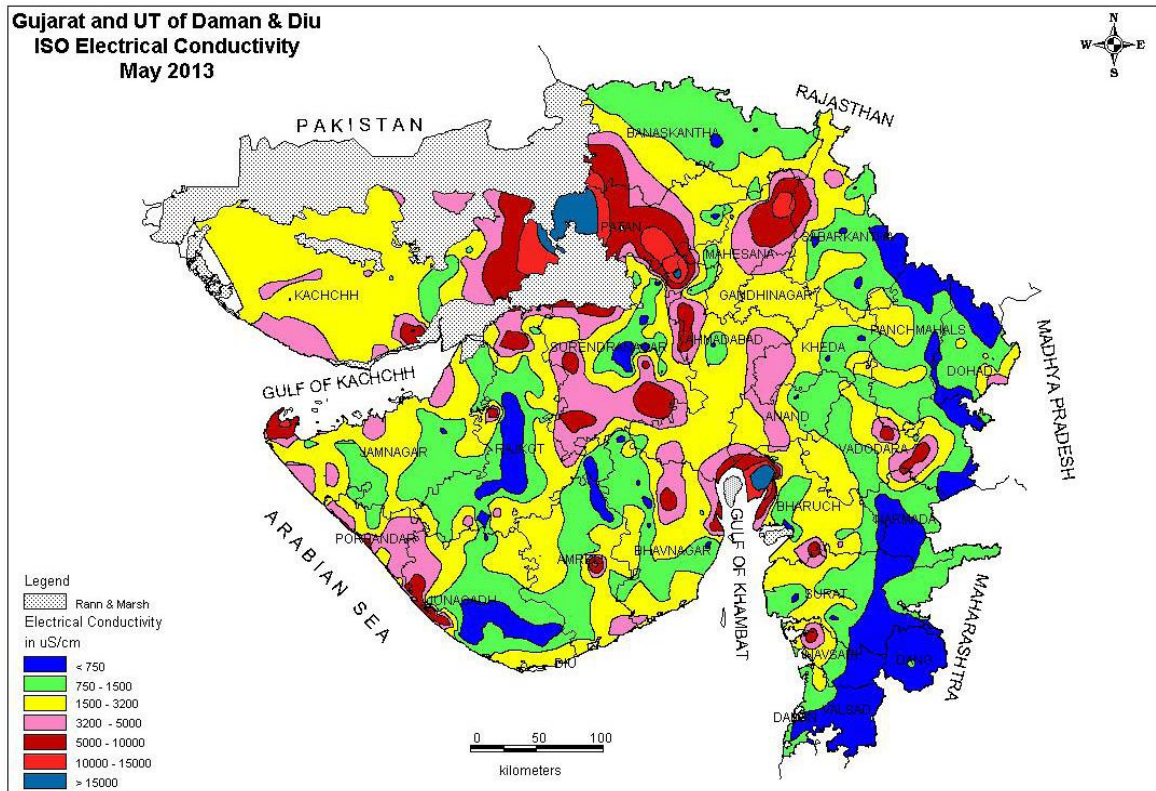 Gujarat and UT of Daman & Diu
ISO Electrical Conductivity
May 2013
N
W E
S
PAKISTAN
RAJASTHAN
BANASKANTHA
PATAN
MAHESANA
SABARKANTHA
KACHCHH
GANDHINAGAR
SURENDRANAGAR
AHMADABAD
KHEDA
PANCHMAHALS
DOHAD
MADHYA PRADESH
GULF OF KACHCHH
ANAND
JAMNAGAR
RAJKOT
VADODARA
BHARUCH
NARMADA
PORBANDAR
ARABIAN SEA
AMRELI
BHAVNAGAR
GULF OF KHAMBAT
JUNAGADH
SURAT
MAHARASHTRA
DIU
NAVSARI
DANG
DAMAN
VALSAD
Legend
Rann & Marsh
Electrical Conductivity
in uS/cm
< 750
750 - 1500
1500 - 3200
3200 - 5000
5000 - 10000
10000 - 15000
> 15000
0 50 100
kilometers